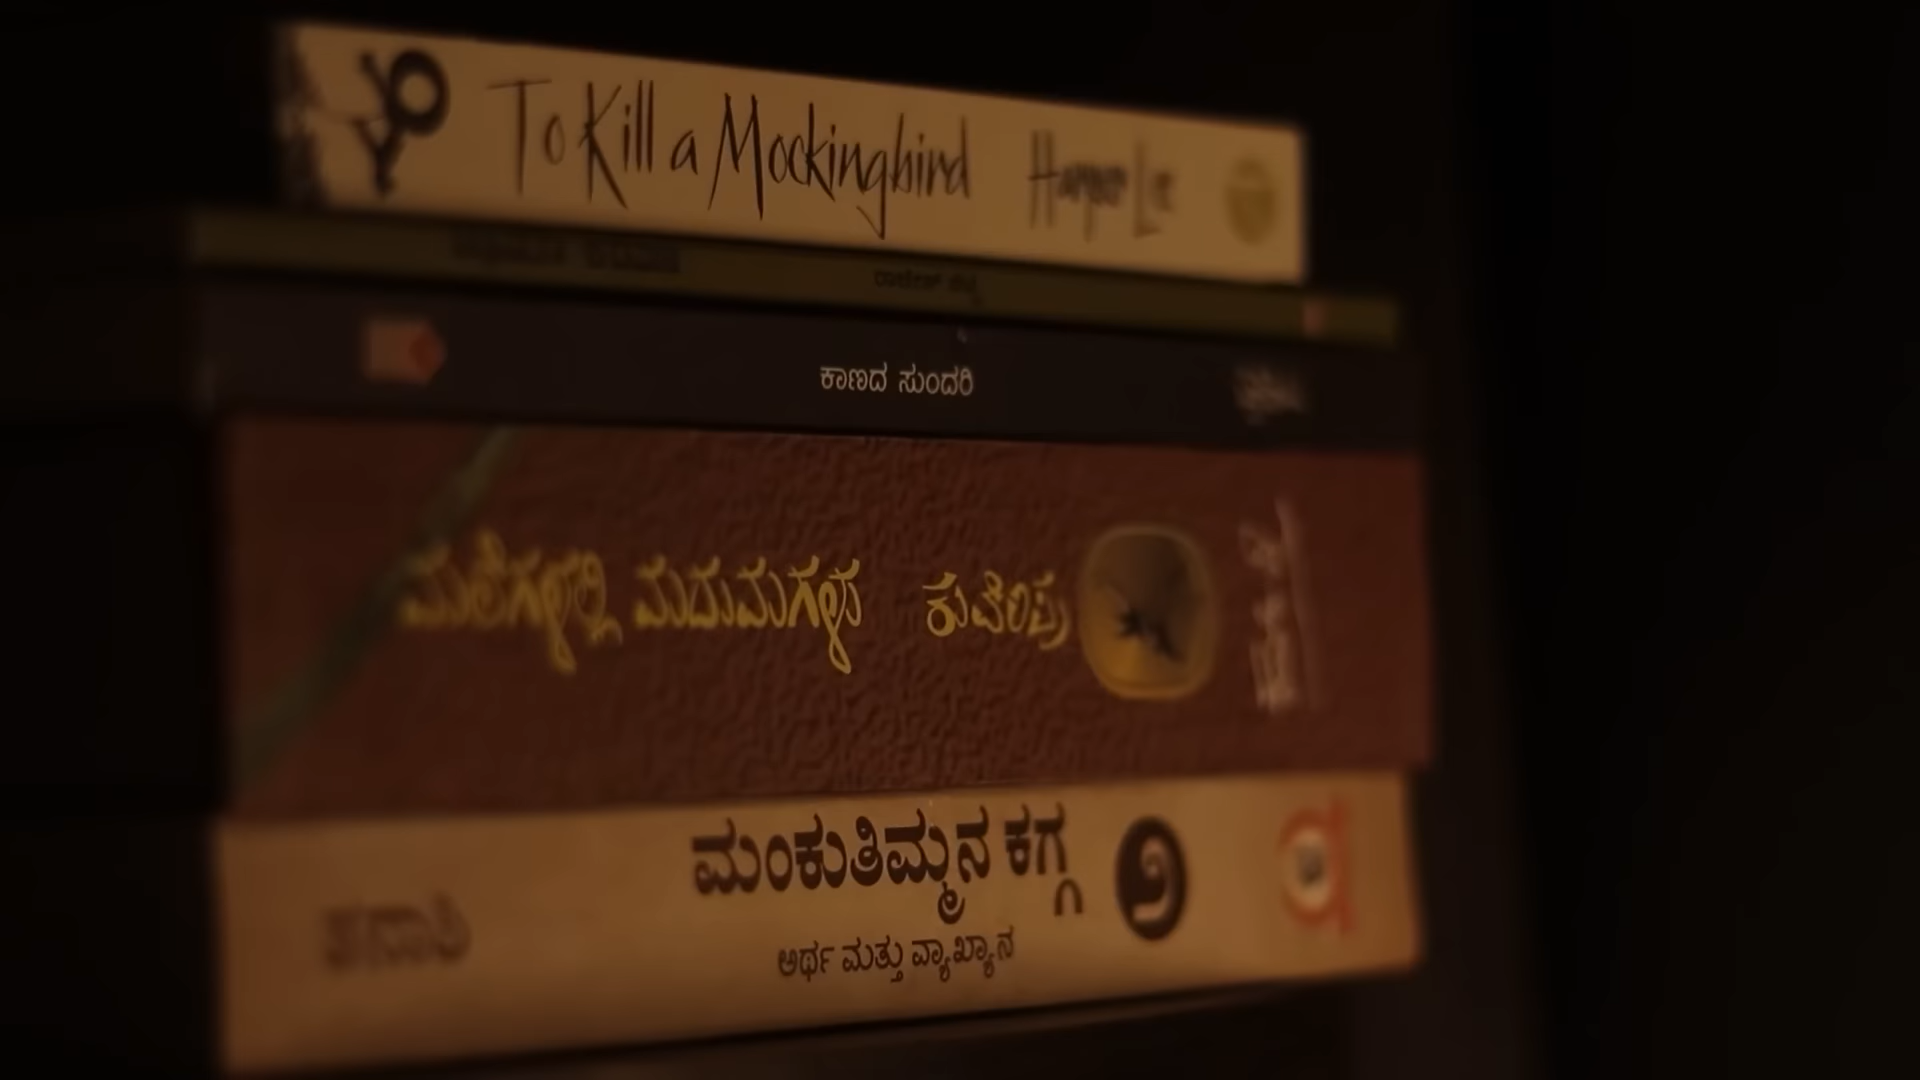 To Kill a Mockingbird Harper Lee
ಕಾಣದ ಸುಂದರಿ
ಮಲೆಗಳಲ್ಲಿ ಮದುಮಗಳು ಕುವೆಂಪು
ಮಂಕುತಿಮ್ಮನ ಕಗ್ಗ
ಅರ್ಥ ಮತ್ತು ವ್ಯಾಖ್ಯಾನ